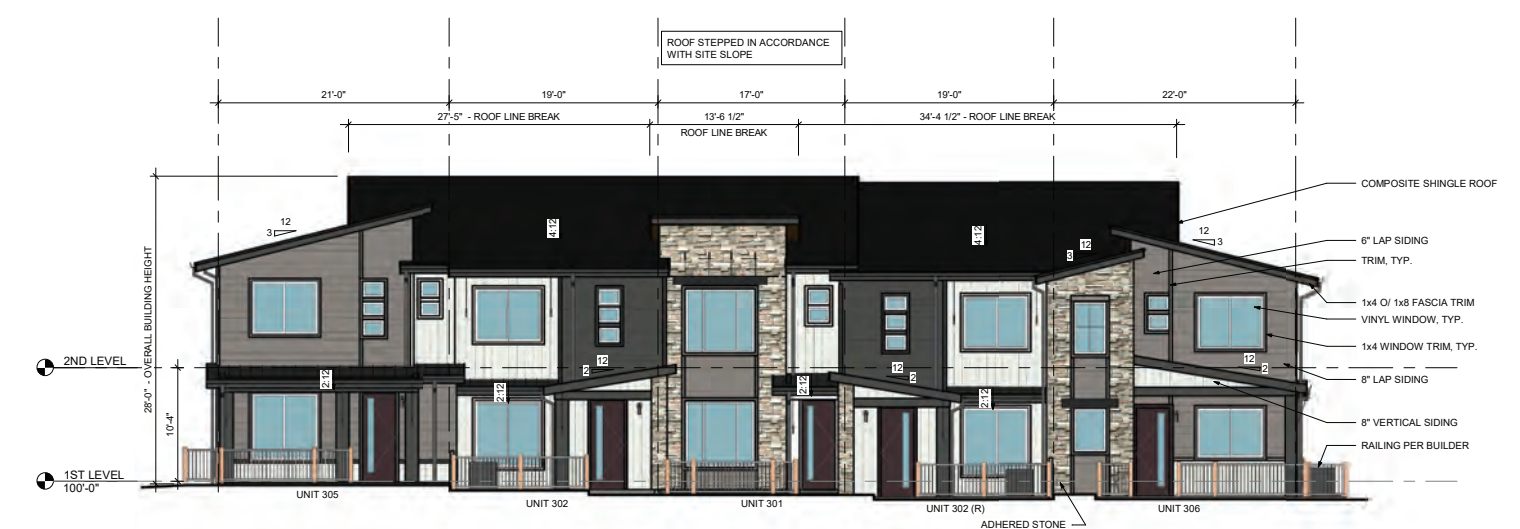 ROOF STEPPED IN ACCORDANCE
WITH SITE SLOPE
21'-0"
19'-0"
17'-0"
19'-0"
22'-0"
27'-5" - ROOF LINE BREAK
13'-6 1/2"
ROOF LINE BREAK
34'-4 1/2" - ROOF LINE BREAK
COMPOSITE SHINGLE ROOF
12
3
4:12
4:12
12
3
12
3
6" LAP SIDING
TRIM, TYP.
1x4 O/ 1x8 FASCIA TRIM
VINYL WINDOW, TYP.
1x4 WINDOW TRIM, TYP.
28'-0" - OVERALL BUILDING HEIGHT
2ND LEVEL
10'-4"
2:12
2:12
12
2
2:12
12
2
2:12
12
2
8" LAP SIDING
8" VERTICAL SIDING
RAILING PER BUILDER
1ST LEVEL
100'-0"
UNIT 305
UNIT 302
UNIT 301
UNIT 302 (R)
UNIT 306
ADHERED STONE